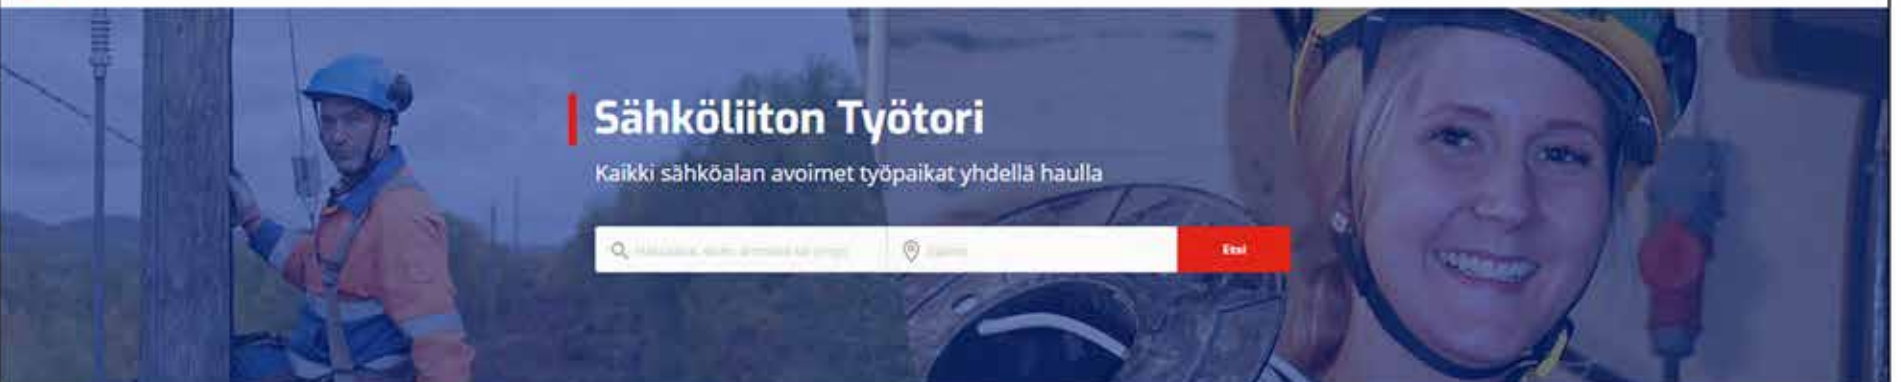 Sähköliiton Työtori
Kaikki sähköalan avoimet työpaikat yhdellä haulla
Etsi